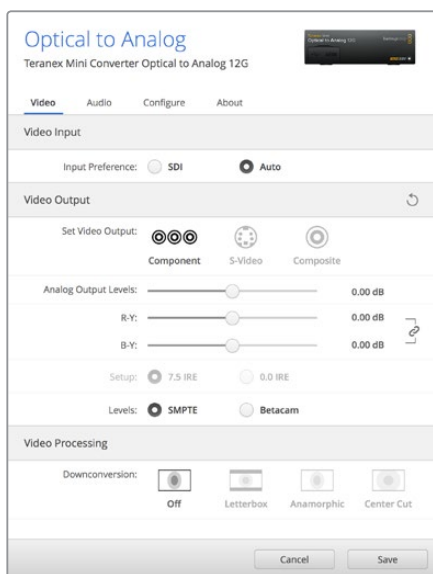 Optical to Analog
Teranex Mini Converter Optical to Analog 12G
Video Audio Configure About
Video Input
Input Preference: SDI Auto
Video Output
Set Video Output:
Component S-Video Composite
Analog Output Levels: 0.00 dB
R-Y: 0.00 dB
B-Y: 0.00 dB
Setup: 7.5 IRE 0.0 IRE
Levels: SMPTE Betacam
Video Processing
Downconversion:
Off Letterbox Anamorphic Center Cut
Cancel Save